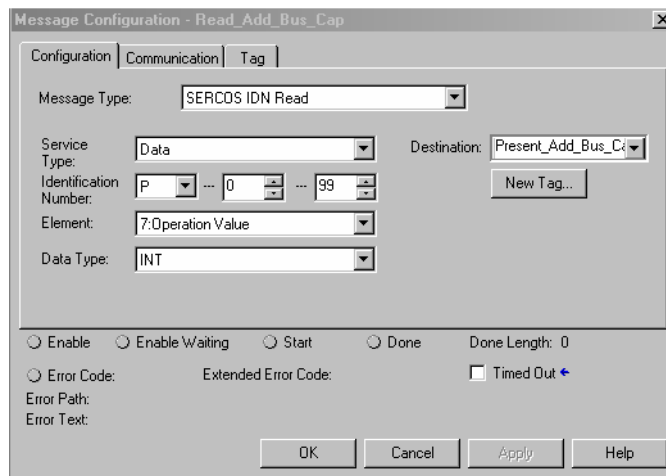 Message Configuration - Read_Add_Bus_Cap
Configuration Communication Tag
Message Type: SERCOS IDN Read
Service Type: Data Destination: Present_Add_Bus_Ca
Identification Number: P --- 0 --- 99 New Tag...
Element: 7:Operation Value
Data Type: INT
Enable Enable Waiting Start Done Done Length: 0
Error Code: Extended Error Code: Timed Out
Error Path:
Error Text:
OK Cancel Apply Help